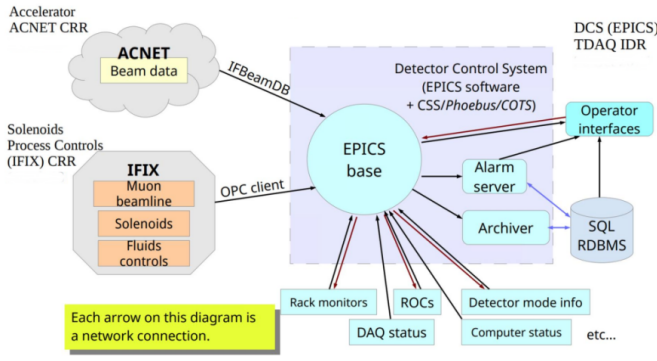 Accelerator
ACNET CRR
ACNET
Beam data
IFBeamDB
Detector Control System
(EPICS software
+ CSS/Phoebus/COTS)
DCS (EPICS)
TDAQ IDR
Operator
interfaces
Solenoids
Process Controls
(IFIX) CRR
IFIX
Muon
beamline
Solenoids
Fluids
controls
OPC client
EPICS
base
Alarm
server
Archiver
SQL
RDBMS
Rack monitors
ROCs
Detector mode info
DAQ status
Computer status
etc...
Each arrow on this diagram is
a network connection.